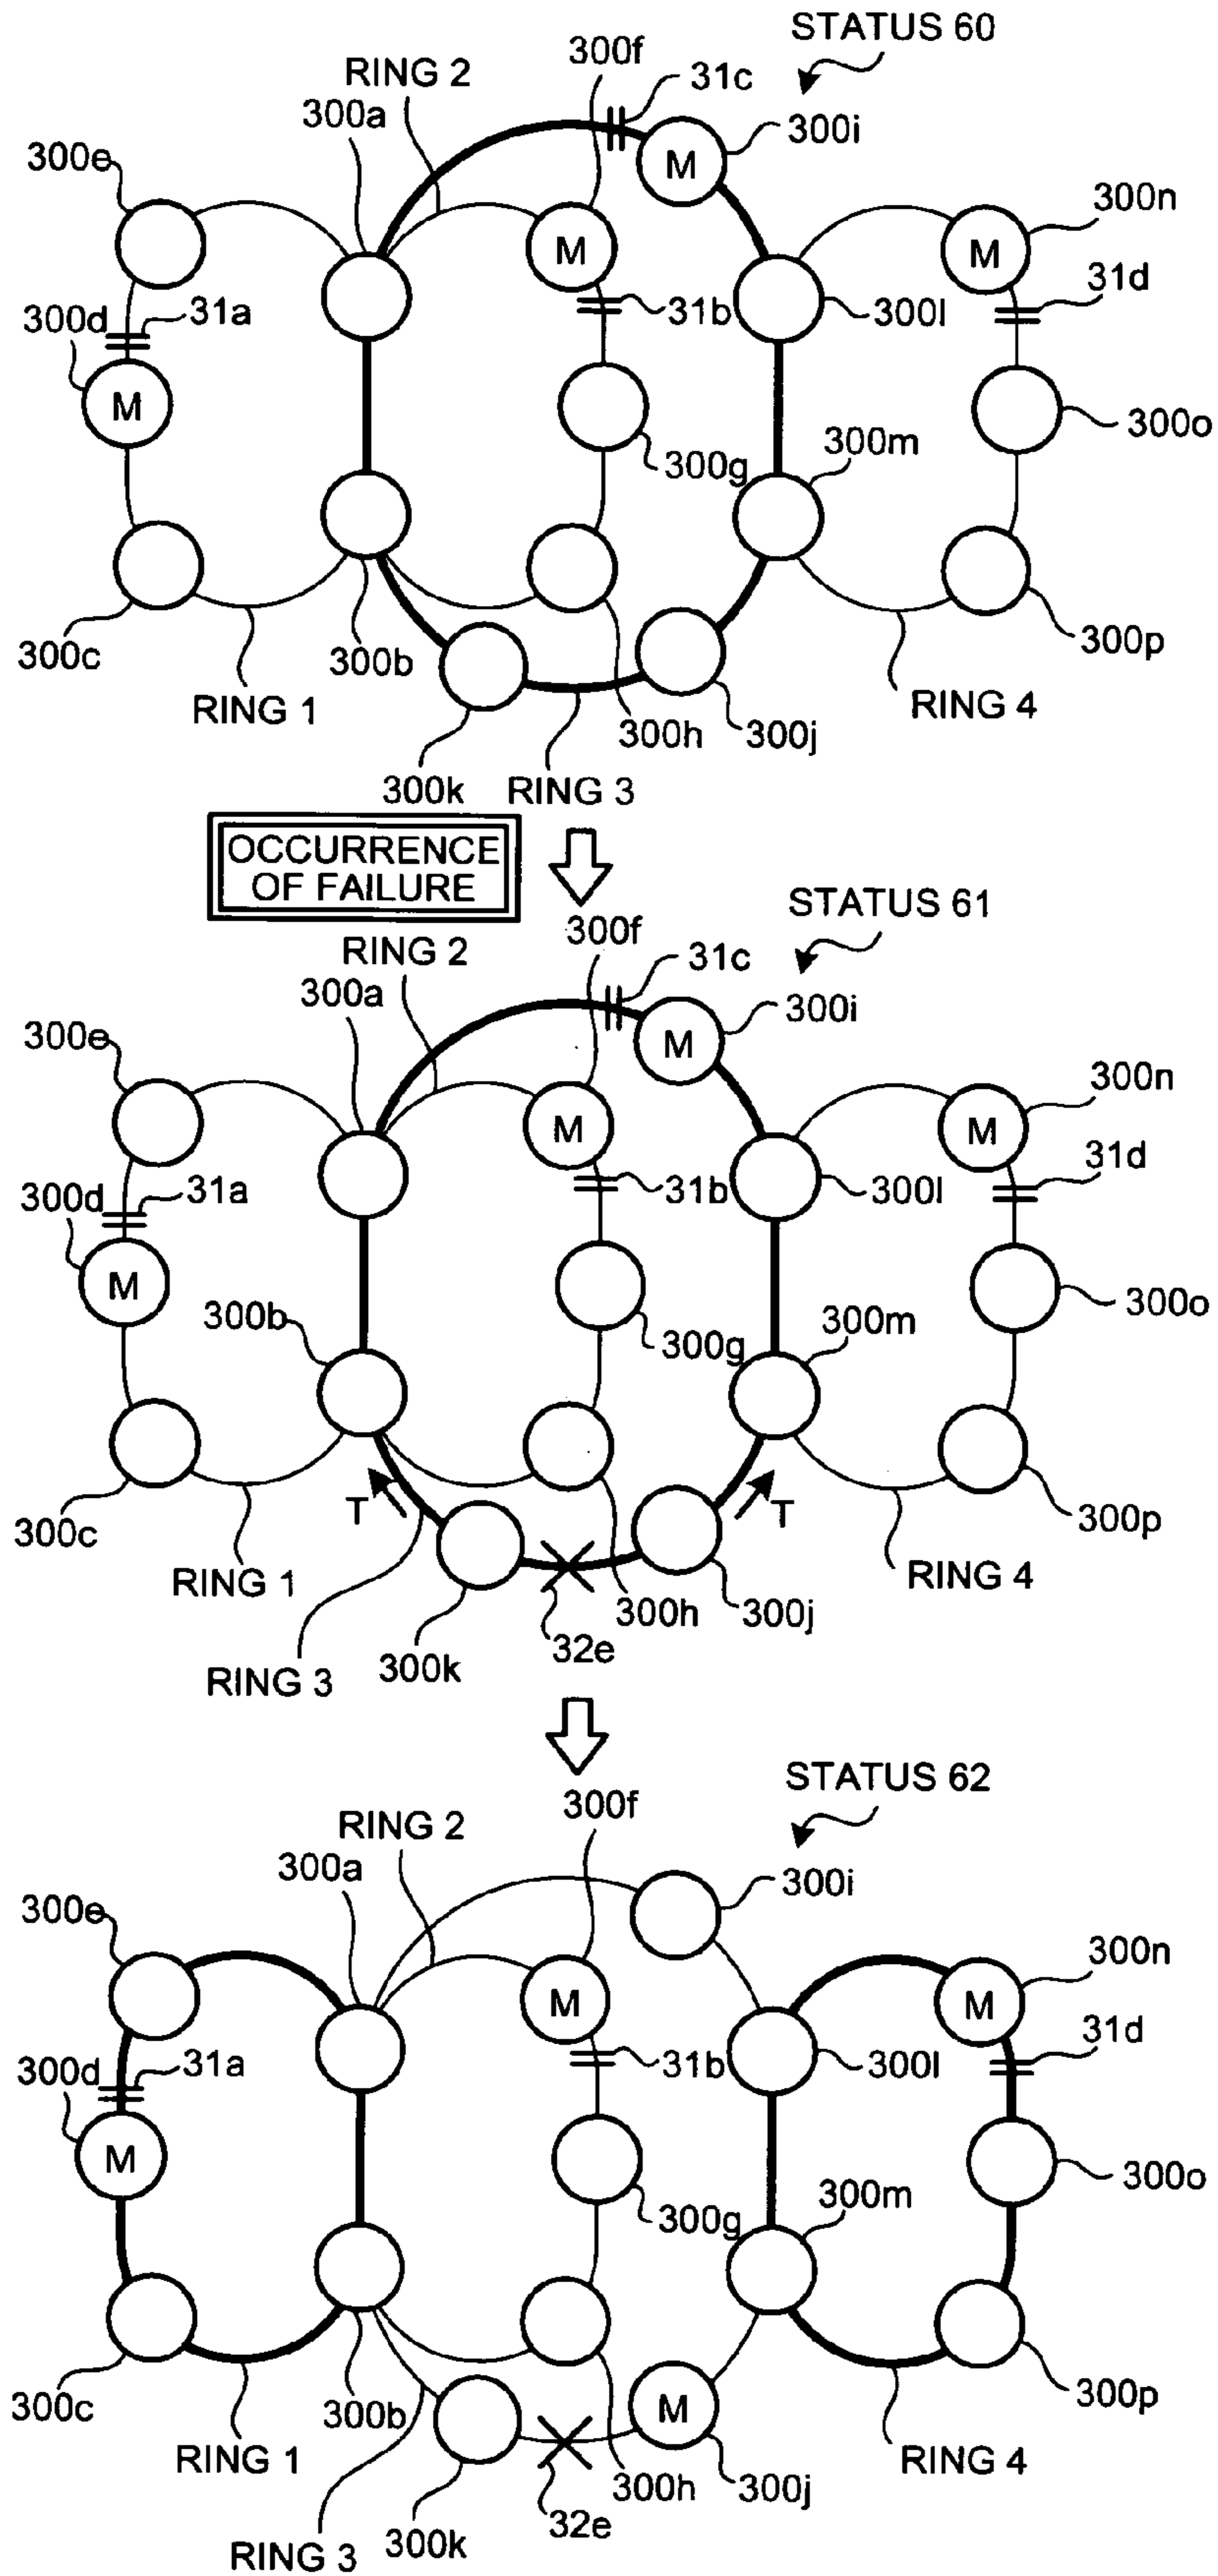 STATUS 60
300f
31c
RING 2
300a
300i
M
300e
300n
M
M
31d
31a
31b
300l
300d
M
300o
300m
300g
300c
300b
300p
RING 1
RING 4
300h
300j
300k
RING 3
OCCURRENCE
OF FAILURE
STATUS 61
300f
RING 2
31c
300a
300i
300e
M
300n
M
M
31d
31a
31b
300l
300d
M
300o
300b
300m
300g
T
T
300c
300p
RING 1
RING 4
300h
300j
32e
300k
RING 3
STATUS 62
300f
RING 2
300a
300i
300e
300n
M
M
31d
31a
31b
300l
300d
M
300o
300m
300g
300c
300b
M
300p
RING 1
RING 4
300h
300j
32e
300k
RING 3